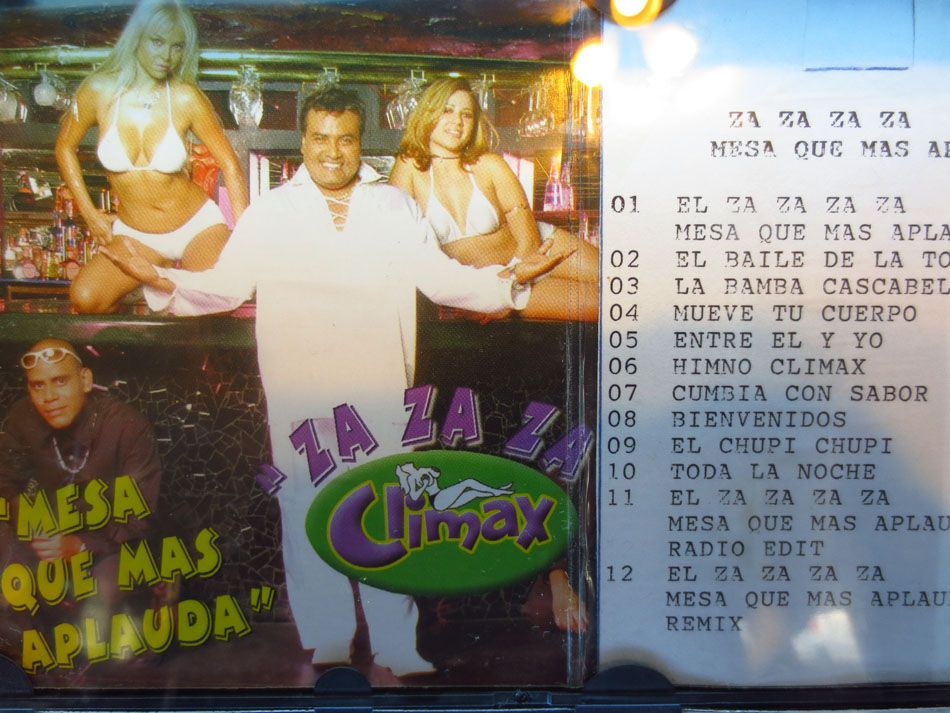 "ZA ZA ZA
Climax
"MESA
QUE MAS
APLAUDA"
ZA ZA ZA ZA
MESA QUE MAS
01 EL ZA ZA ZA ZA
MESA QUE MAS
02 EL BAILE DE LA
03 LA BAMBA CASCABEL
04 MUEVE TU CUERPO
05 ENTRE EL Y YO
06 HIMNO CLIMAX
07 CUMBIA CON SABOR
08 BIENVENIDOS
09 EL CHUPI CHUPI
10 TODA LA NOCHE
11 EL ZA ZA ZA ZA
MESA QUE MAS
RADIO EDIT
12 EL ZA ZA ZA ZA
MESA QUE MAS
REMIX